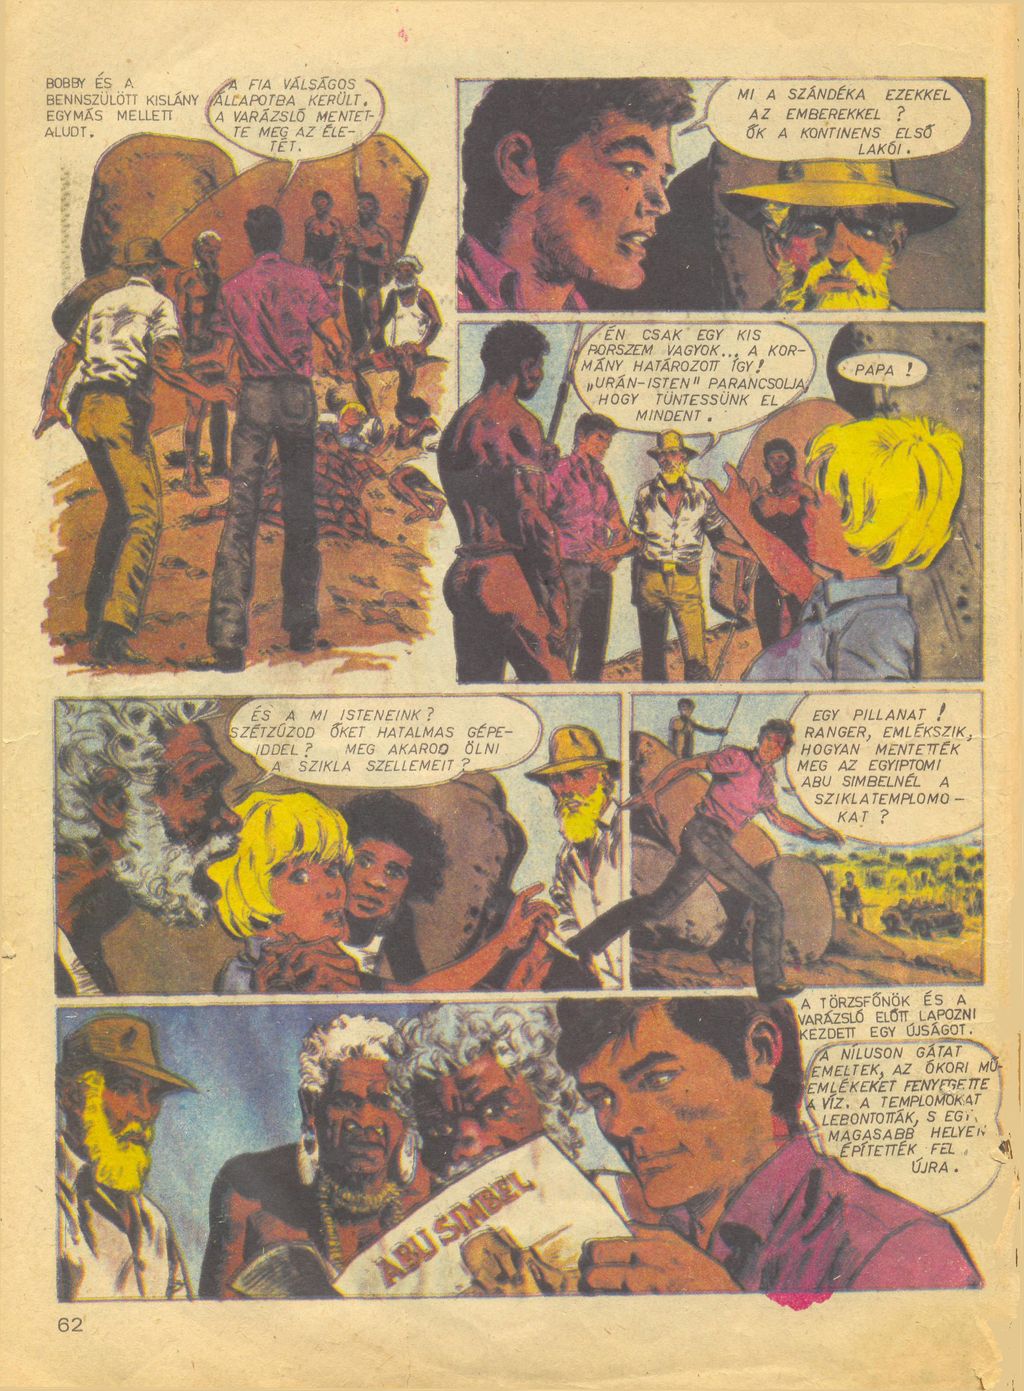 BOBBY ÉS A
BENNSZÜLÖTT KISLÁNY
EGYMÁS MELLETT
ALUDT.
A FIA VÁLSÁGOS
ÁLLAPOTBA KERÜLT.
A VARÁZSLÓ MENTET-
TE MEG AZ ÉLE-
TÉT.
MI A SZÁNDÉKA EZEKKEL
AZ EMBEREKKEL ?
ŐK A KONTINENS ELSŐ
LAKÓI.
ÉN CSAK EGY KIS
PORSZEM VAGYOK... A KOR-
MÁNY HATÁROZOTT ÍGY!
„URÁN-ISTEN" PARANCSOLJA,
HOGY TÜNTESSÜNK EL
MINDENT.
PAPA !
ÉS A MI ISTENEINK?
SZÉTZÚZOD ŐKET HATALMAS GÉPE-
IDDEL? MEG AKAROD ÖLNI
A SZIKLA SZELLEMEIT?
EGY PILLANAT !
RANGER, EMLÉKSZIK,
HOGYAN MENTETTÉK
MEG AZ EGYIPTOMI
ABU SIMBELNÉL A
SZIKLATEMPLOMO-
KAT ?
A TÖRZSFŐNÖK ÉS A
VARÁZSLÓ ELŐTT LAPOZNI
KEZDETT EGY ÚJSÁGOT.
A NÍLUSON GÁTAT
EMELTEK, AZ ÓKORI MŰ-
EMLÉKEKET FENYEGETTE
A VÍZ. A TEMPLOMOKAT
LEBONTOTTÁK, S EGY
MAGASABB HELYEN
ÉPÍTETTÉK FEL
ÚJRA.
ABU SIMBEL
62